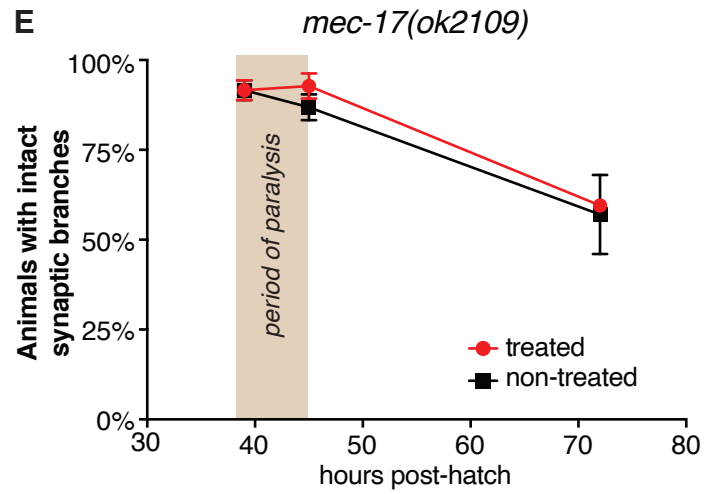 E
mec-17(ok2109)
100%
75%
50%
25%
0%
Animals with intact
synaptic branches
period of paralysis
treated
non-treated
30
40
50
60
70
80
hours post-hatch